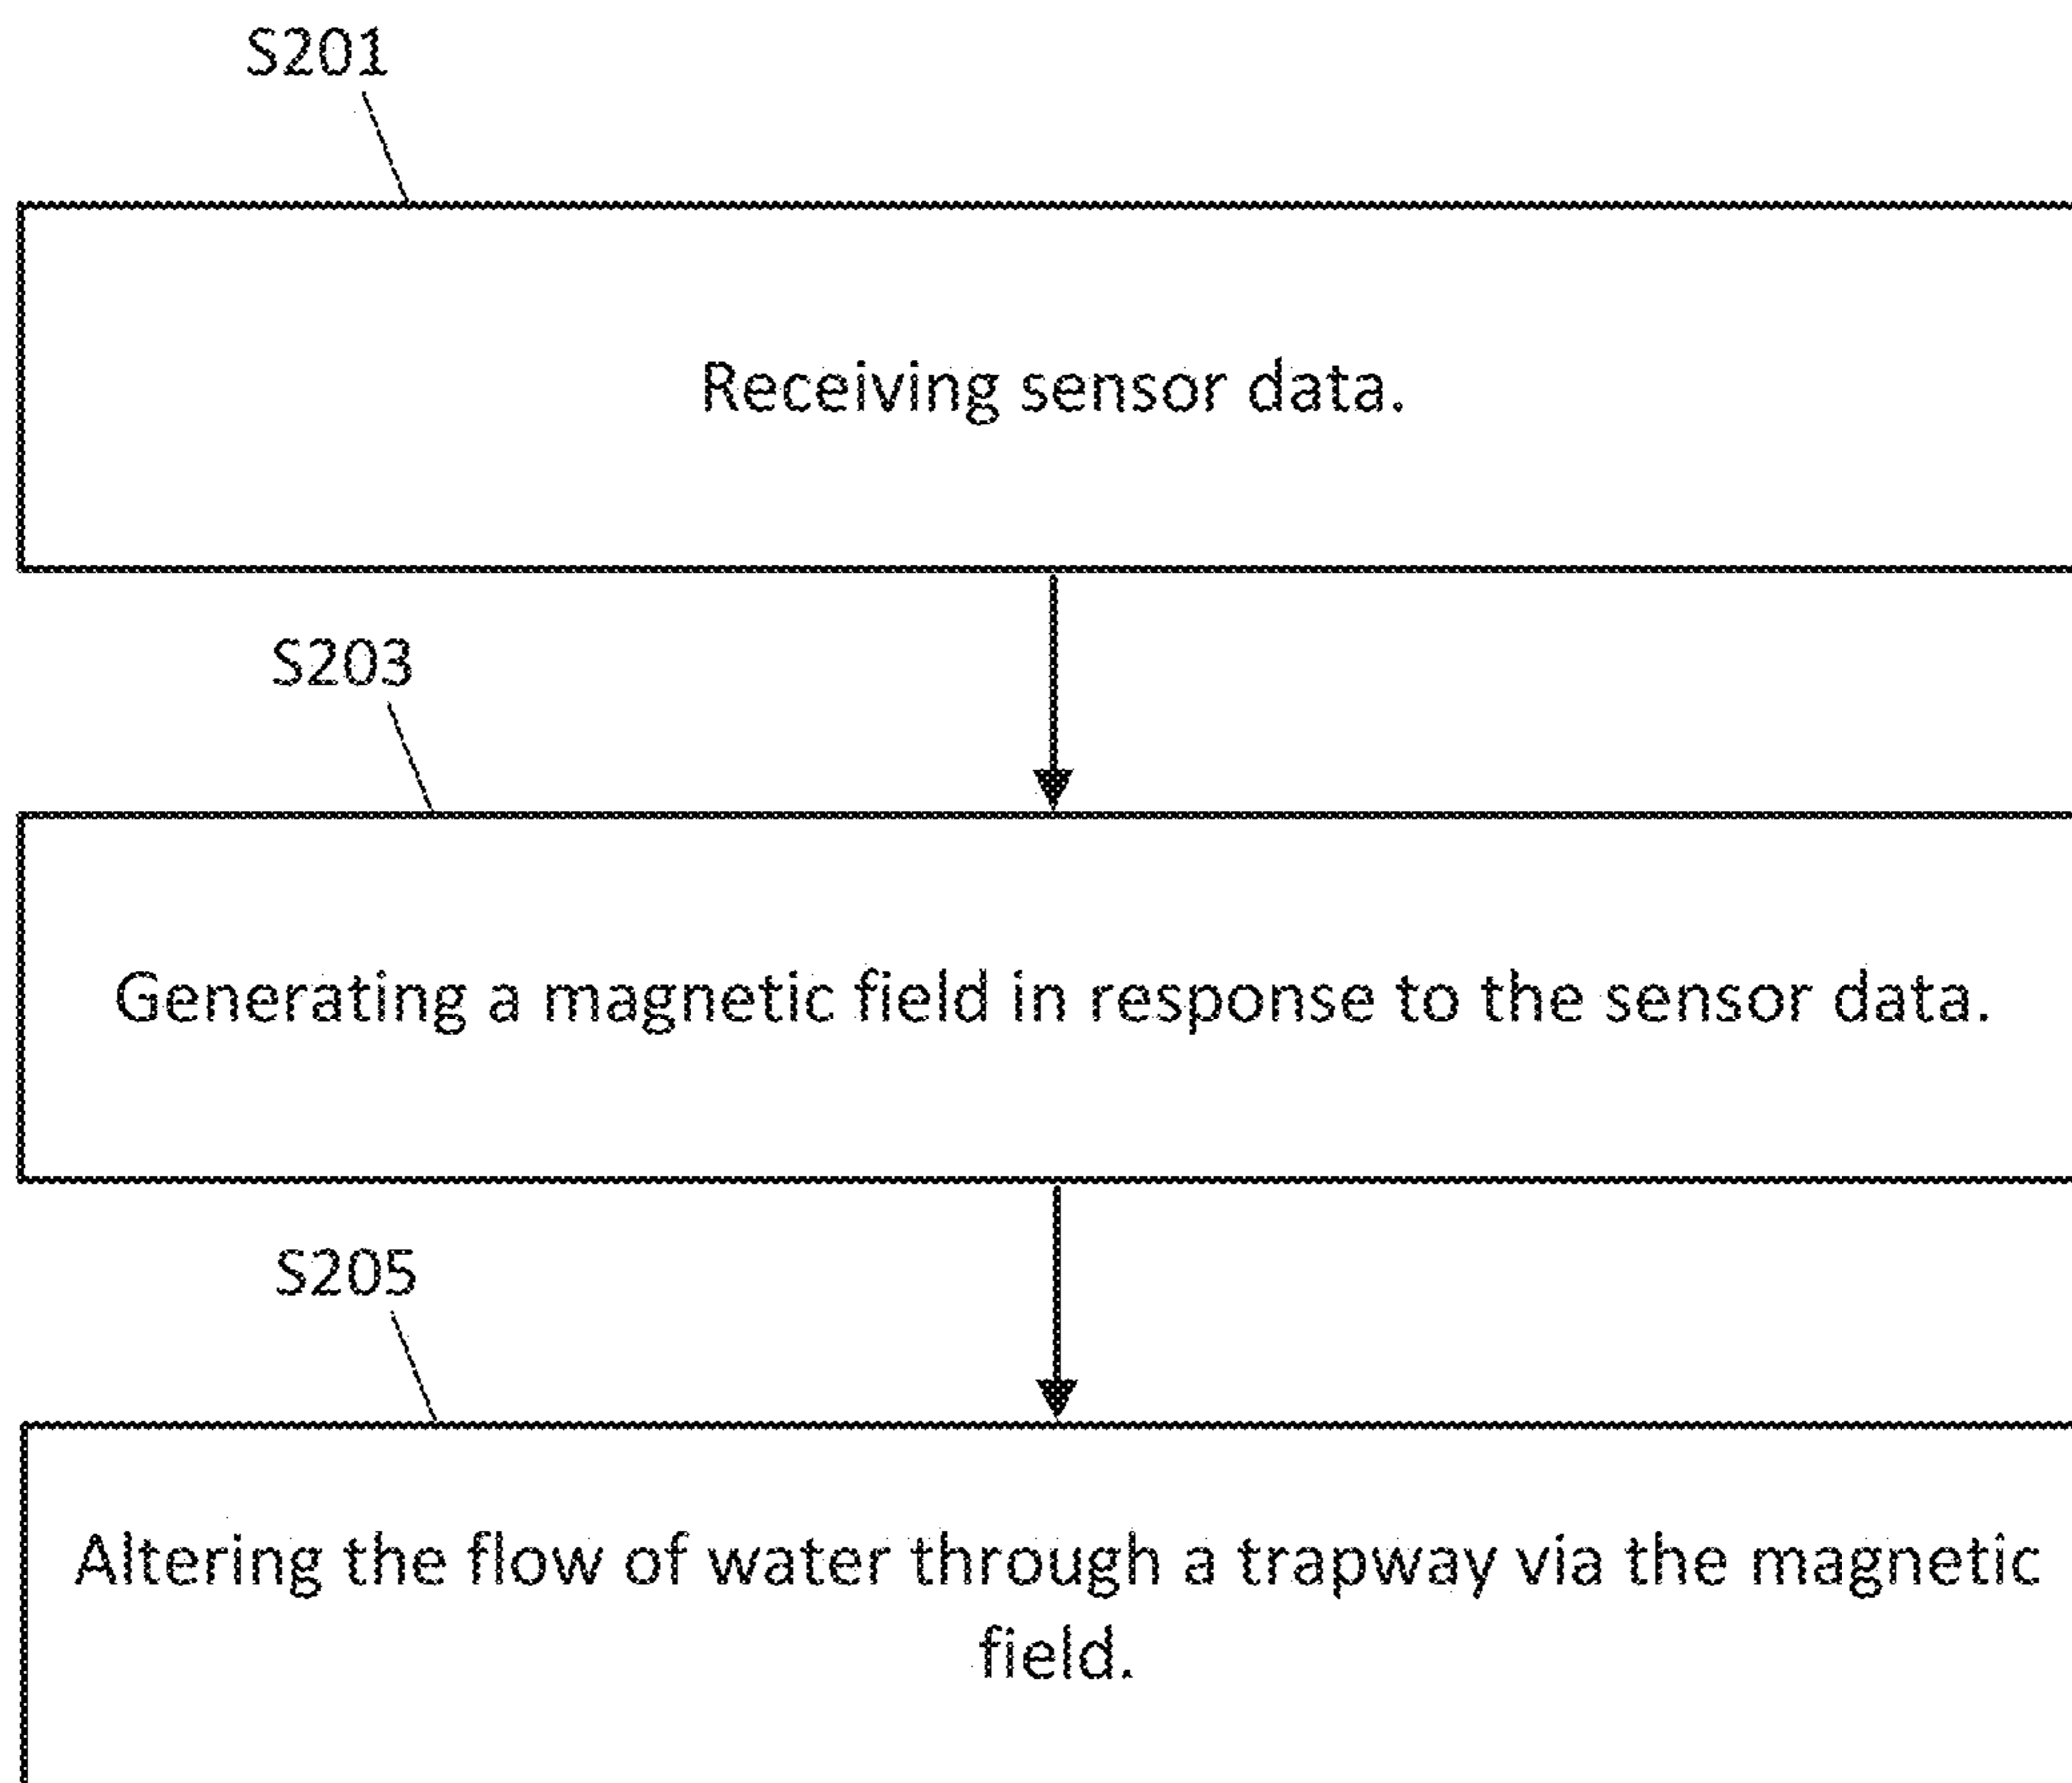 S201
Receiving sensor data.
S203
Generating a magnetic field in response to the sensor data.
S205
Altering the flow of water through a trapway via the magnetic
field.